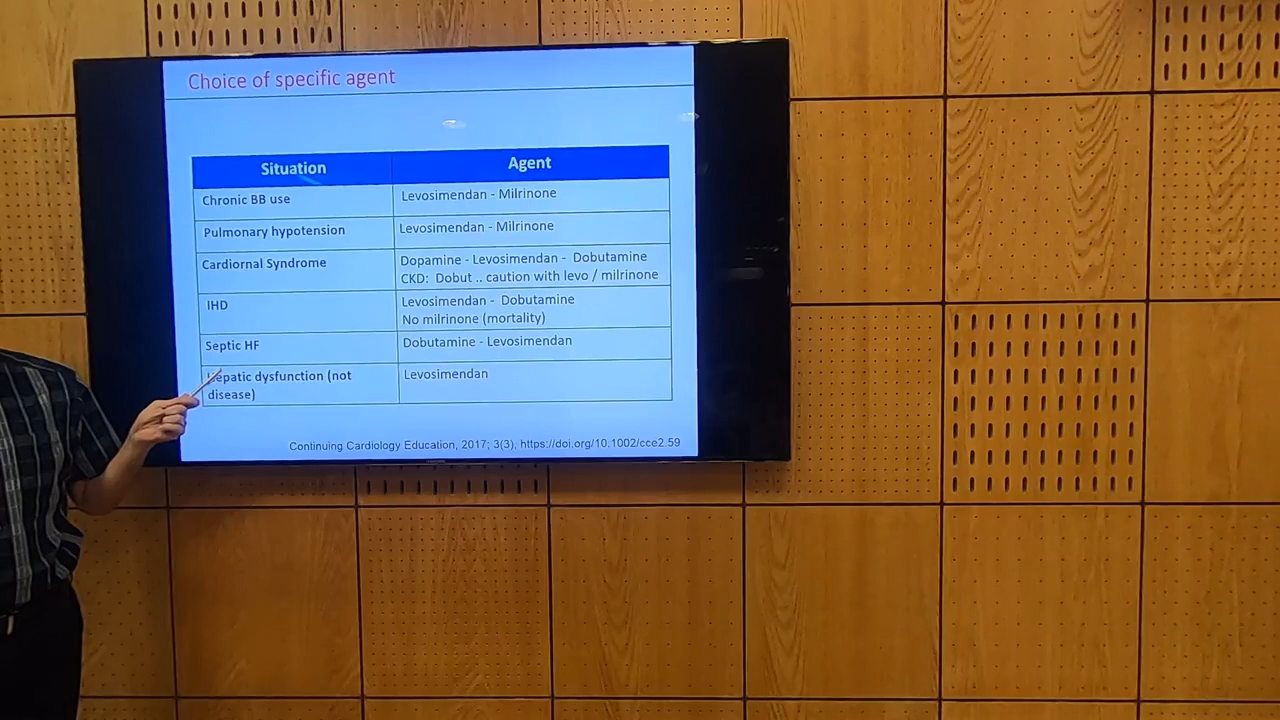 Choice of specific agent
Situation Agent
Chronic BB use Levosimendan - Milrinone
Pulmonary hypertension Levosimendan - Milrinone
Cardiornal Syndrome Dopamine - Levosimendan - Dobutamine
CKD: Dobut .. caution with levo / milrinone
IHD Levosimendan - Dobutamine
No milrinone (mortality)
Septic HF Dobutamine - Levosimendan
Hepatic dysfunction (not Levosimendan
disease)
Continuing Cardiology Education, 2017; 3(3), https://doi.org/10.1002/cce2.59